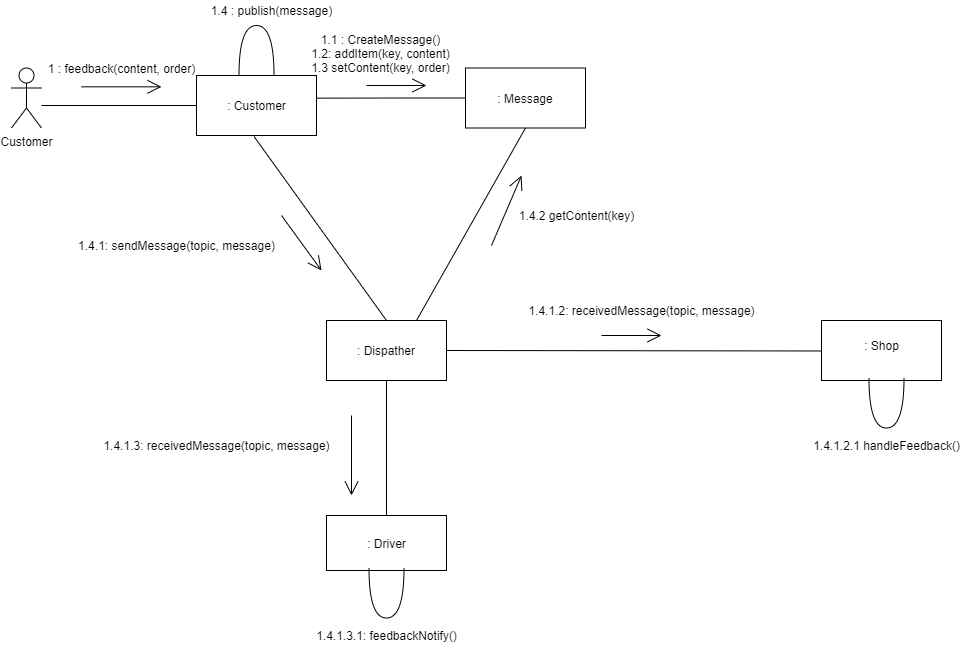 1.4 : publish(message)
1.1 : CreateMessage()
1.2: addItem(key, content)
1.3 setContent(key, order)
1 : feedback(content, order)
: Customer
: Message
Customer
1.4.2 getContent(key)
1.4.1: sendMessage(topic, message)
1.4.1.2: receivedMessage(topic, message)
: Dispather
: Shop
1.4.1.3: receivedMessage(topic, message)
1.4.1.2.1 handleFeedback()
: Driver
1.4.1.3.1: feedbackNotify()